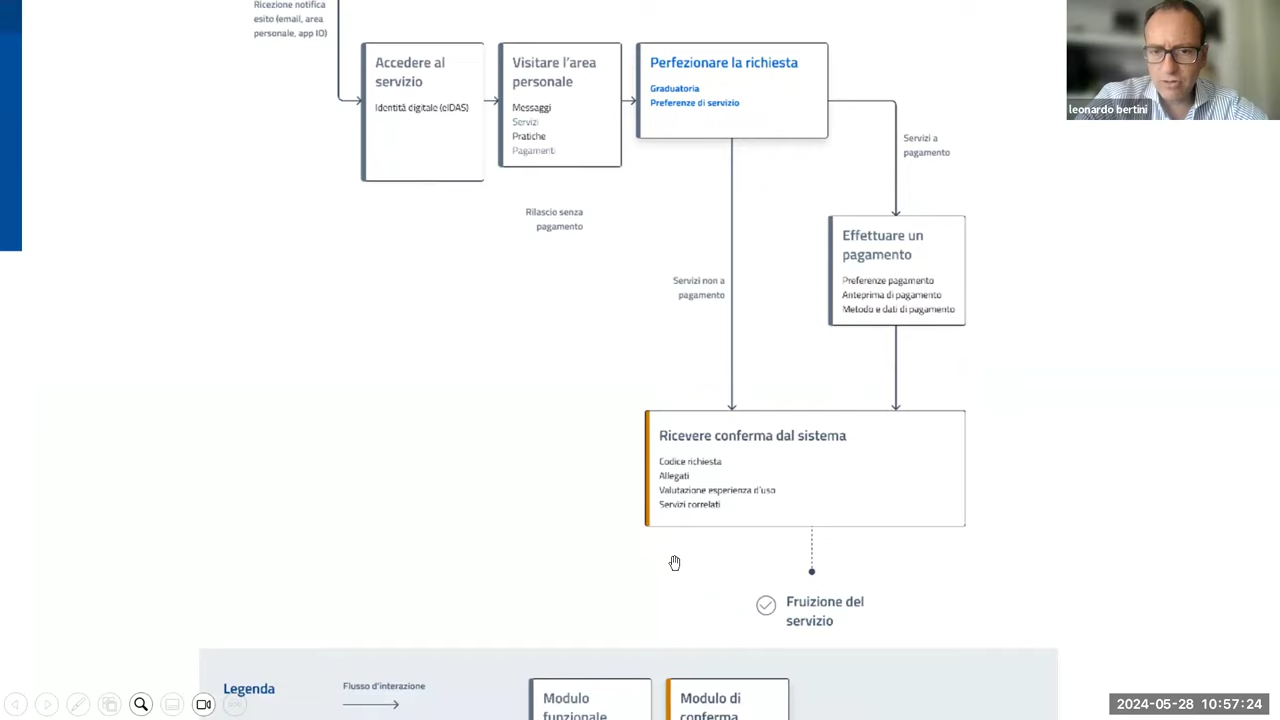 Ricezione notifica
esito (email, area
personale, app IO)
Accedere al
servizio
Identità digitale (eIDAS)
Visitare l'area
personale
Messaggi
Servizi
Pratiche
Pagamenti
Perfezionare la richiesta
Graduatoria
Preferenze di servizio
leonardo bertini
Servizi a
pagamento
Rilascio senza
pagamento
Effettuare un
pagamento
Preferenze pagamento
Anteprima di pagamento
Metodo e dati di pagamento
Servizi non a
pagamento
Ricevere conferma dal sistema
Codice richiesta
Allegati
Valutazione esperienza d'uso
Servizi correlati
Fruizione del
servizio
Legenda
Flusso d'interazione
Modulo
funzionale
Modulo di
conferma
2024-05-28 10:57:24